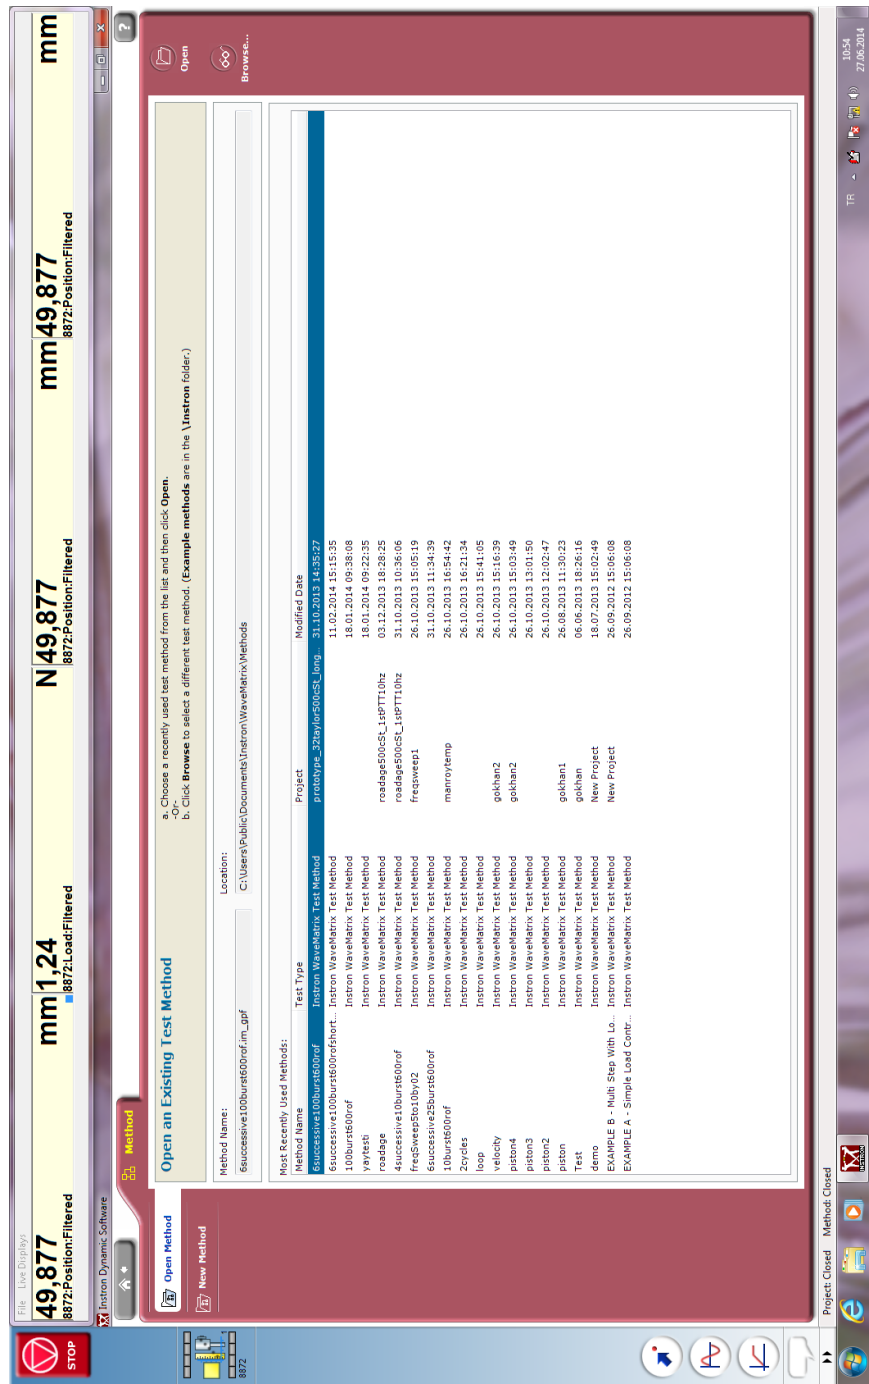 STOP
File Live Displays
49,877 mm 1,24 N 49,877 mm 49,877 mm
8872:Position:Filtered 8872:Load:Filtered 8872:Position:Filtered 8872:Position:Filtered
Instron Dynamic Software
Method
?
Open Method
New Method
8872
Open an Existing Test Method
a. Choose a recently used test method from the list and then click Open.
-Or-
b. Click Browse to select a different test method. (Example methods are in the \Instron folder.)
Open
Browse...
Method Name: Location:
6successive100burst600rof.im_gpf C:\Users\Public\Documents\Instron\WaveMatrix\Methods
Most Recently Used Methods:
Method Name Test Type Project Modified Date
6successive100burst600rof Instron WaveMatrix Test Method prototype_32taylor500cSt_long... 31.10.2013 14:35:27
6successive100burst600rofshort... Instron WaveMatrix Test Method 11.02.2014 15:15:35
100burst600rof Instron WaveMatrix Test Method 18.01.2014 09:38:08
yaytesti Instron WaveMatrix Test Method 18.01.2014 09:22:35
roadage Instron WaveMatrix Test Method roadage500cSt_1stPTT10hz 03.12.2013 18:28:25
4successive10burst600rof Instron WaveMatrix Test Method roadage500cSt_1stPTT10hz 31.10.2013 10:36:06
freqSweep5to10by02 Instron WaveMatrix Test Method freqsweep1 26.10.2013 15:05:19
6successive25burst600rof Instron WaveMatrix Test Method 31.10.2013 11:34:39
10burst600rof Instron WaveMatrix Test Method manroytemp 26.10.2013 16:54:42
2cycles Instron WaveMatrix Test Method 26.10.2013 16:21:34
loop Instron WaveMatrix Test Method 26.10.2013 15:41:05
velocity Instron WaveMatrix Test Method gokhan2 26.10.2013 15:16:39
piston4 Instron WaveMatrix Test Method gokhan2 26.10.2013 15:03:49
piston3 Instron WaveMatrix Test Method 26.10.2013 13:01:50
piston2 Instron WaveMatrix Test Method 26.10.2013 12:02:47
piston Instron WaveMatrix Test Method gokhan1 26.08.2013 11:30:23
Test Instron WaveMatrix Test Method gokhan 06.06.2013 18:26:16
demo Instron WaveMatrix Test Method New Project 18.07.2013 15:02:49
EXAMPLE B - Multi Step With Lo... Instron WaveMatrix Test Method New Project 26.09.2012 15:06:08
EXAMPLE A - Simple Load Contr... Instron WaveMatrix Test Method 26.09.2012 15:06:08
Project: Closed Method: Closed
INSTRON
TR
10:54
27.06.2014